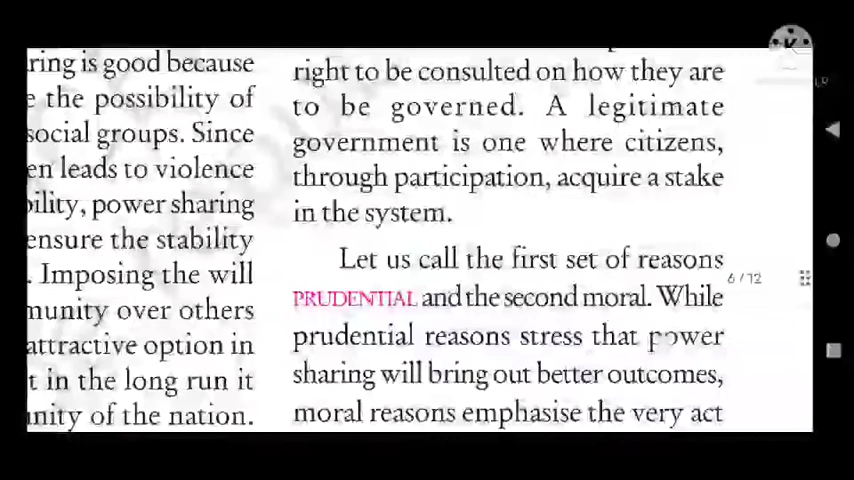 ring is good because
e the possibility of
social groups. Since
en leads to violence
bility, power sharing
ensure the stability
. Imposing the will
munity over others
attractive option in
t in the long run it
unity of the nation.
right to be consulted on how they are
to be governed. A legitimate
government is one where citizens,
through participation, acquire a stake
in the system.
Let us call the first set of reasons
PRUDENTIAL and the second moral. While
prudential reasons stress that power
sharing will bring out better outcomes,
moral reasons emphasise the very act
6/12